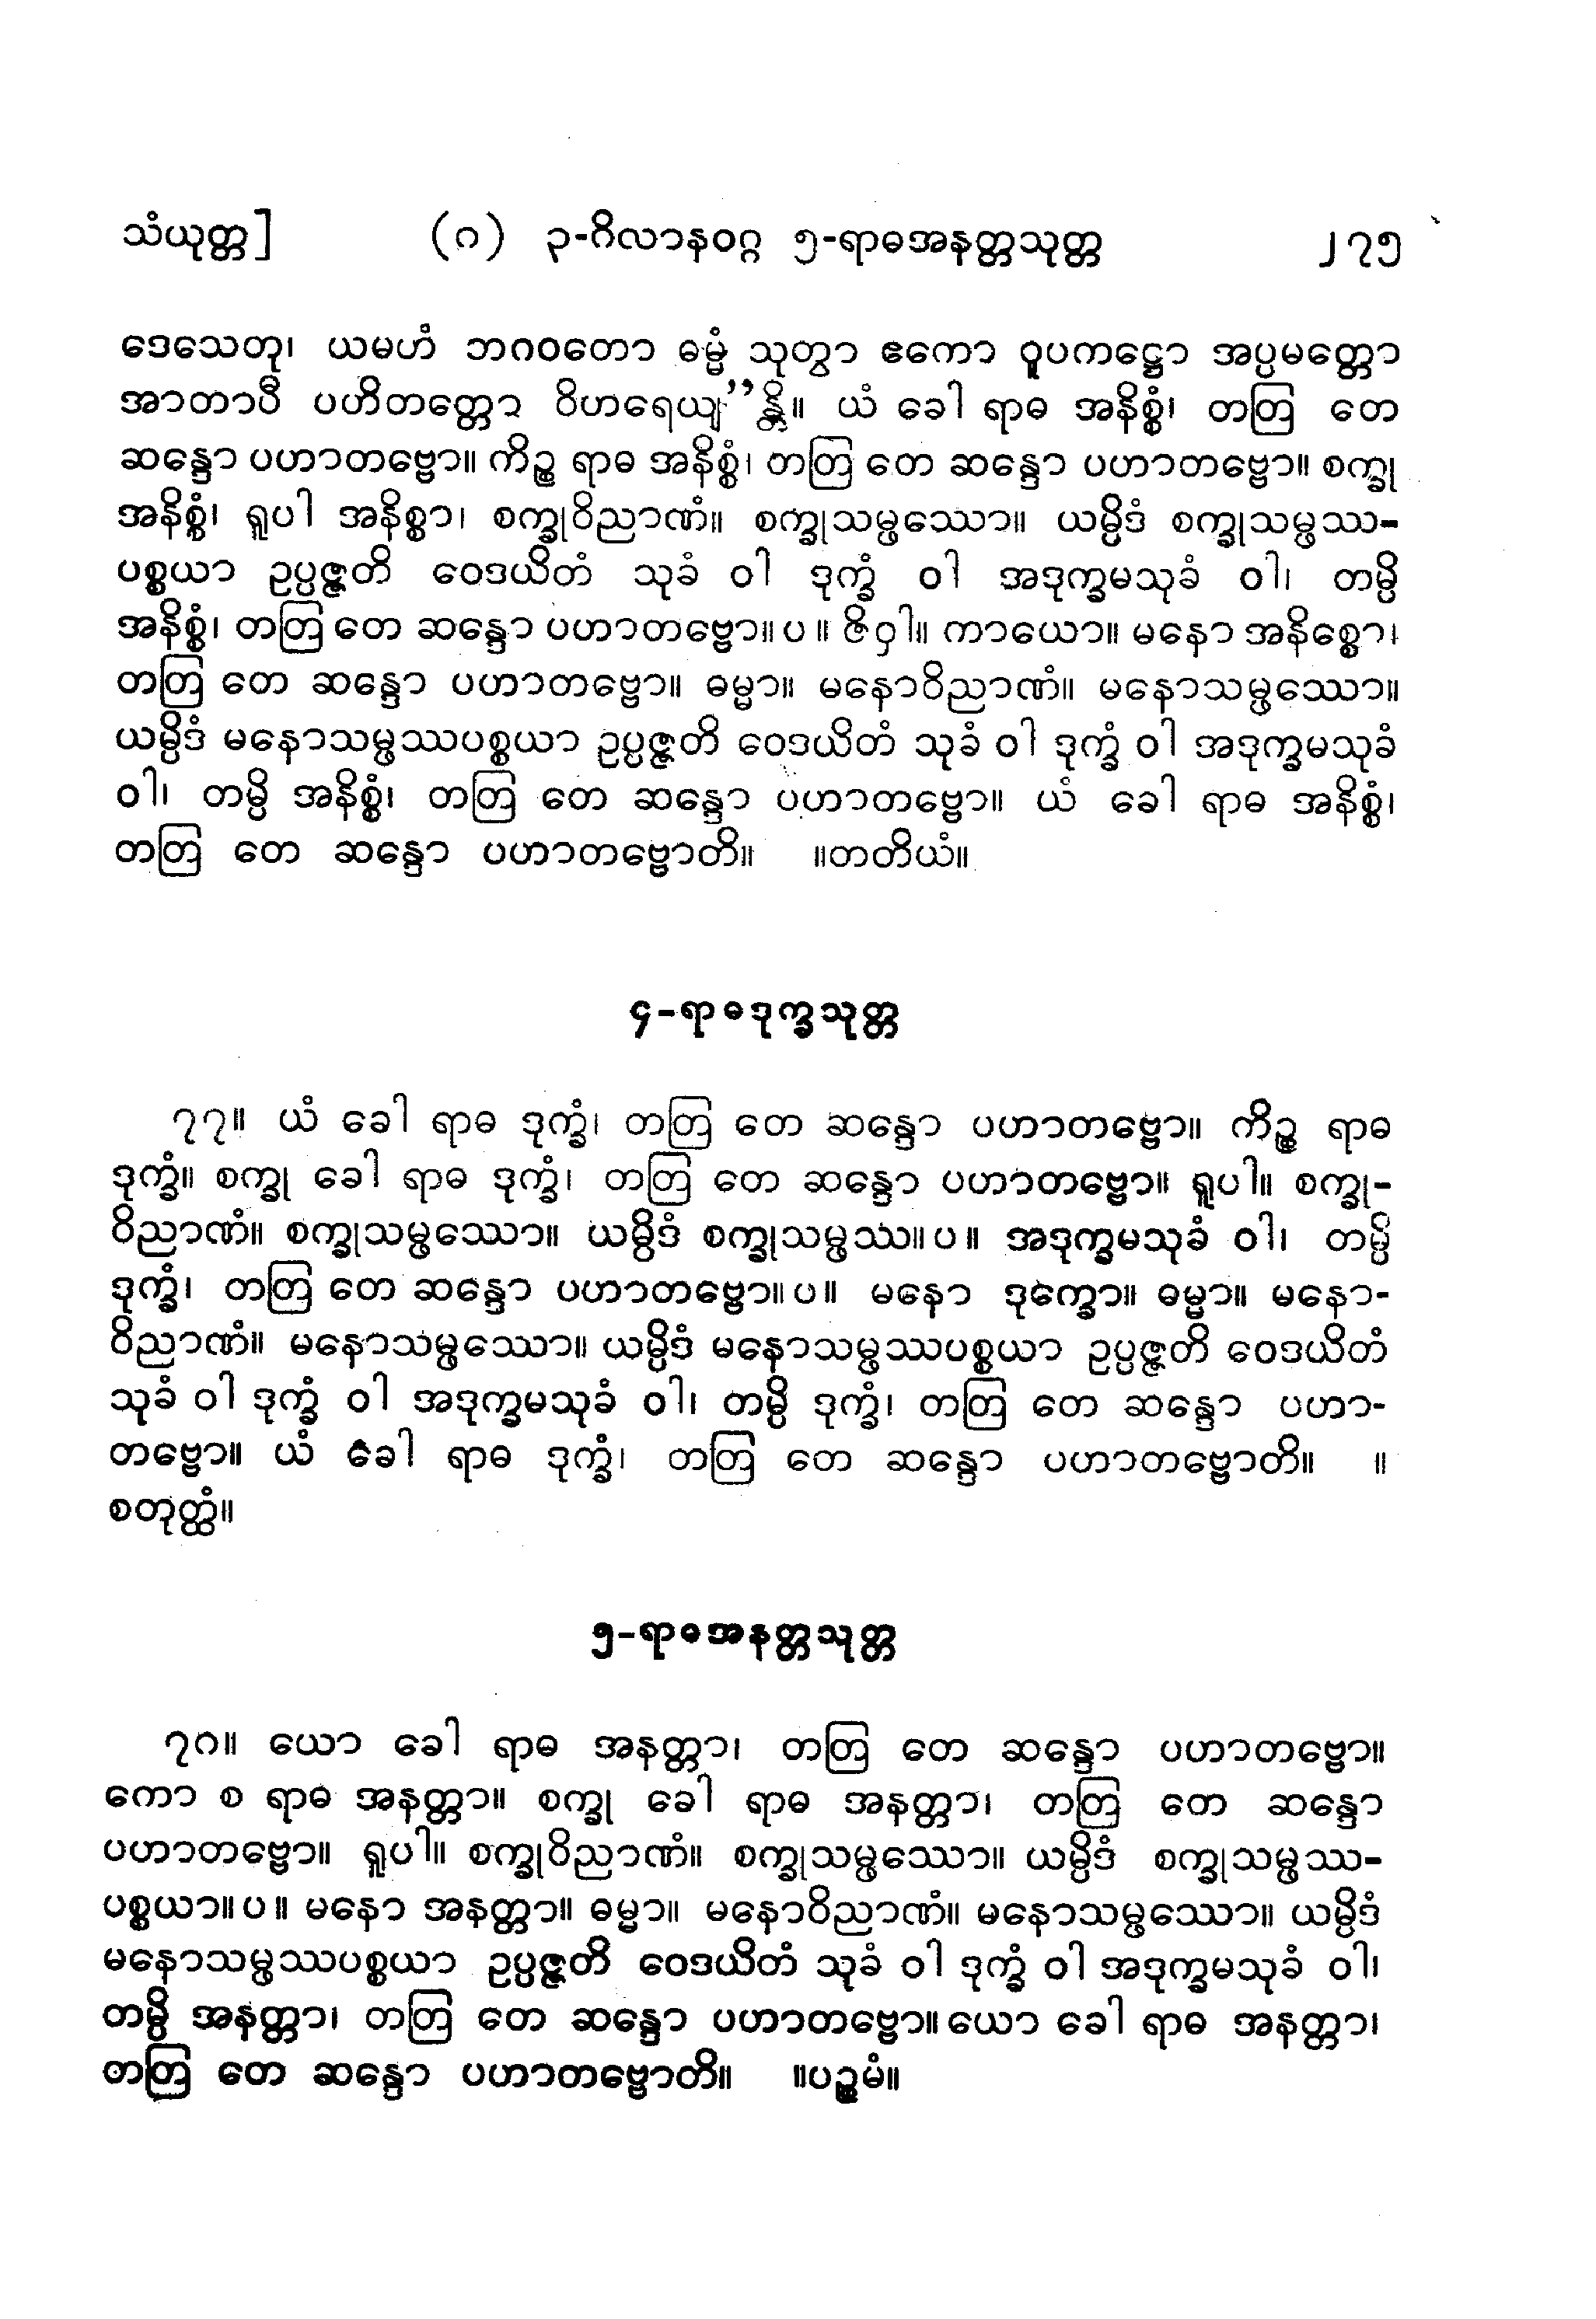 သံယုတ္တ] (ဂ) ၃-ဂိလာနဝဂ္ဂ ၅-ရာဓအနတ္တသုတ္တ ၂၇၅
ဒေသေတု၊ ယမဟံ ဘဂဝတော ဓမ္မံ သုတွာ ဧကော ဝူပကဋ္ဌော အပ္ပမတ္တော
အာတာပီ ပဟိတတ္တော ဝိဟရေယျ”န္တိ။ ယံ ခေါ ရာဓ အနိစ္စံ၊ တတြ တေ
ဆန္ဒော ပဟာတဗ္ဗော။ ကိဉ္စ ရာဓ အနိစ္စံ၊ တတြ တေ ဆန္ဒော ပဟာတဗ္ဗော။ စက္ခု
အနိစ္စံ၊ ရူပါ အနိစ္စာ၊ စက္ခုဝိညာဏံ။ စက္ခုသမ္ဖဿော။ ယမ္ပိဒံ စက္ခုသမ္ဖဿ-
ပစ္စယာ ဥပ္ပဇ္ဇတိ ဝေဒယိတံ သုခံ ဝါ ဒုက္ခံ ဝါ အဒုက္ခမသုခံ ဝါ၊ တမ္ပိ
အနိစ္စံ၊ တတြ တေ ဆန္ဒော ပဟာတဗ္ဗော။ပ။ ဇိဝှါ။ ကာယော။ မနော အနိစ္စော၊
တတြ တေ ဆန္ဒော ပဟာတဗ္ဗော။ ဓမ္မာ။ မနောဝိညာဏံ။ မနောသမ္ဖဿော။
ယမ္ပိဒံ မနောသမ္ဖဿပစ္စယာ ဥပ္ပဇ္ဇတိ ဝေဒယိတံ သုခံ ဝါ ဒုက္ခံ ဝါ အဒုက္ခမသုခံ
ဝါ၊ တမ္ပိ အနိစ္စံ၊ တတြ တေ ဆန္ဒော ပဟာတဗ္ဗော။ ယံ ခေါ ရာဓ အနိစ္စံ၊
တတြ တေ ဆန္ဒော ပဟာတဗ္ဗောတိ။ ။တတိယံ။
၄-ရာဓဒုက္ခသုတ္တ
၇၇။ ယံ ခေါ ရာဓ ဒုက္ခံ၊ တတြ တေ ဆန္ဒော ပဟာတဗ္ဗော။ ကိဉ္စ ရာဓ
ဒုက္ခံ။ စက္ခု ခေါ ရာဓ ဒုက္ခံ၊ တတြ တေ ဆန္ဒော ပဟာတဗ္ဗော။ ရူပါ။ စက္ခု-
ဝိညာဏံ။ စက္ခုသမ္ဖဿော။ ယမ္ပိဒံ စက္ခုသမ္ဖဿ။ပ။ အဒုက္ခမသုခံ ဝါ၊ တမ္ပိ
ဒုက္ခံ၊ တတြ တေ ဆန္ဒော ပဟာတဗ္ဗော။ပ။ မနော ဒုက္ခော။ ဓမ္မာ။ မနော-
ဝိညာဏံ။ မနောသမ္ဖဿော။ ယမ္ပိဒံ မနောသမ္ဖဿပစ္စယာ ဥပ္ပဇ္ဇတိ ဝေဒယိတံ
သုခံ ဝါ ဒုက္ခံ ဝါ အဒုက္ခမသုခံ ဝါ၊ တမ္ပိ ဒုက္ခံ၊ တတြ တေ ဆန္ဒော ပဟာ-
တဗ္ဗော။ ယံ ခေါ ရာဓ ဒုက္ခံ၊ တတြ တေ ဆန္ဒော ပဟာတဗ္ဗောတိ။ ။
စတုတ္ထံ။
၅-ရာဓအနတ္တသုတ္တ
၇၈။ ယော ခေါ ရာဓ အနတ္တာ၊ တတြ တေ ဆန္ဒော ပဟာတဗ္ဗော။
ကော စ ရာဓ အနတ္တာ။ စက္ခု ခေါ ရာဓ အနတ္တာ၊ တတြ တေ ဆန္ဒော
ပဟာတဗ္ဗော။ ရူပါ။ စက္ခုဝိညာဏံ။ စက္ခုသမ္ဖဿော။ ယမ္ပိဒံ စက္ခုသမ္ဖဿ-
ပစ္စယာ။ပ။ မနော အနတ္တာ။ ဓမ္မာ။ မနောဝိညာဏံ။ မနောသမ္ဖဿော။ ယမ္ပိဒံ
မနောသမ္ဖဿပစ္စယာ ဥပ္ပဇ္ဇတိ ဝေဒယိတံ သုခံ ဝါ ဒုက္ခံ ဝါ အဒုက္ခမသုခံ ဝါ၊
တမ္ပိ အနတ္တာ၊ တတြ တေ ဆန္ဒော ပဟာတဗ္ဗော။ ယော ခေါ ရာဓ အနတ္တာ၊
တတြ တေ ဆန္ဒော ပဟာတဗ္ဗောတိ။ ။ပဉ္စမံ။